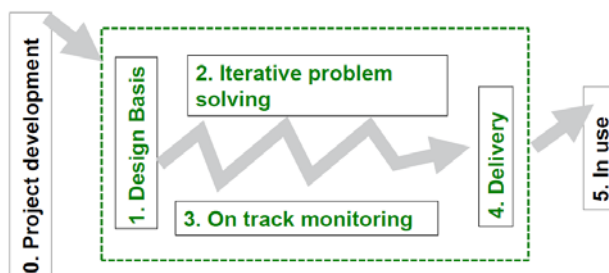 0. Project development
1. Design Basis
2. Iterative problem
solving
3. On track monitoring
4. Delivery
5. In use